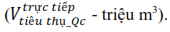 (V^{trực tiếp}_{tiêu thụ_Qc} - triệu m³).